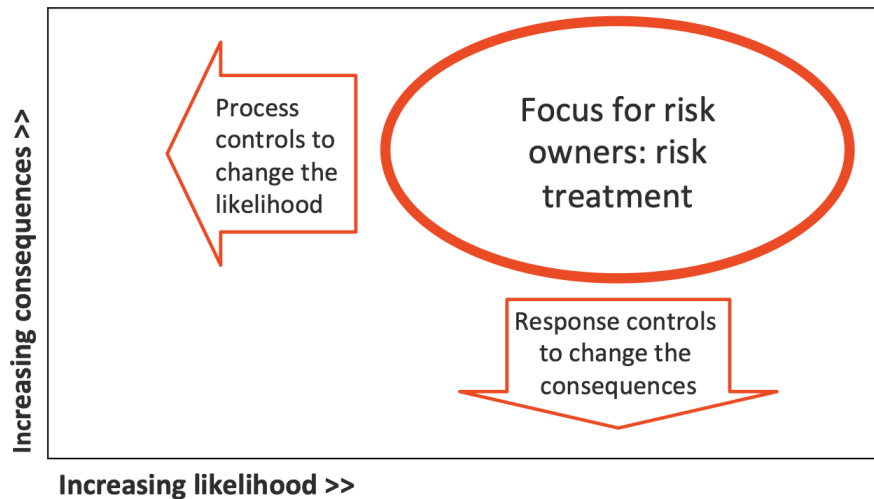 Increasing consequences >>
Process
controls to
change the
likelihood
Focus for risk
owners: risk
treatment
Response controls
to change the
consequences
Increasing likelihood >>